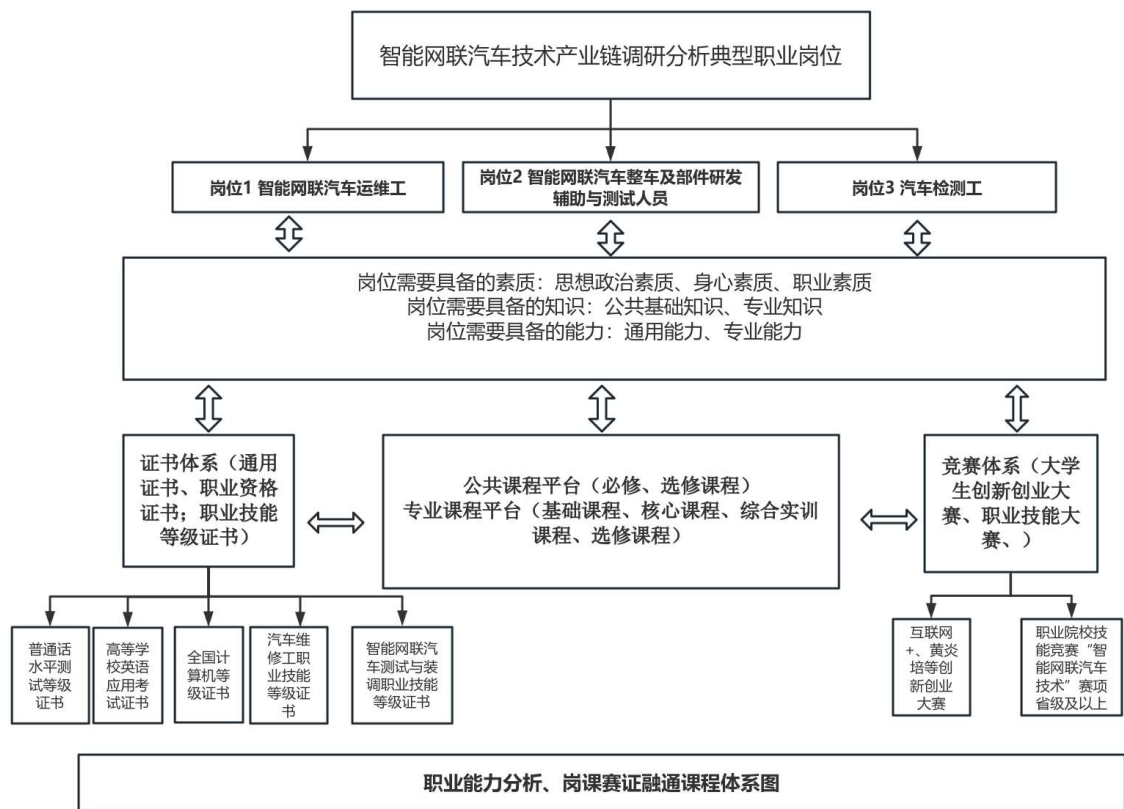 智能网联汽车技术产业链调研分析典型职业岗位
岗位1 智能网联汽车运维工
岗位2 智能网联汽车整车及部件研发
辅助与测试人员
岗位3 汽车检测工
岗位需要具备的素质：思想政治素质、身心素质、职业素质
岗位需要具备的知识：公共基础知识、专业知识
岗位需要具备的能力：通用能力、专业能力
证书体系（通用
证书、职业资格
证书；职业技能
等级证书）
公共课程平台（必修、选修课程）
专业课程平台（基础课程、核心课程、综合实训
课程、选修课程）
竞赛体系（大学
生创新创业大
赛、职业技能大
赛、）
普通话
水平测
试等级
证书
高等学
校英语
应用考
试证书
全国计
算机等
级证书
汽车维
修工职
业技能
等级证
书
智能网联汽
车测试与装
调职业技能
等级证书
互联网
+、黄炎
培等创
新创业
大赛
职业院校技
能竞赛“智
能网联汽车
技术”赛项
省级及以上
职业能力分析、岗课赛证融通课程体系图